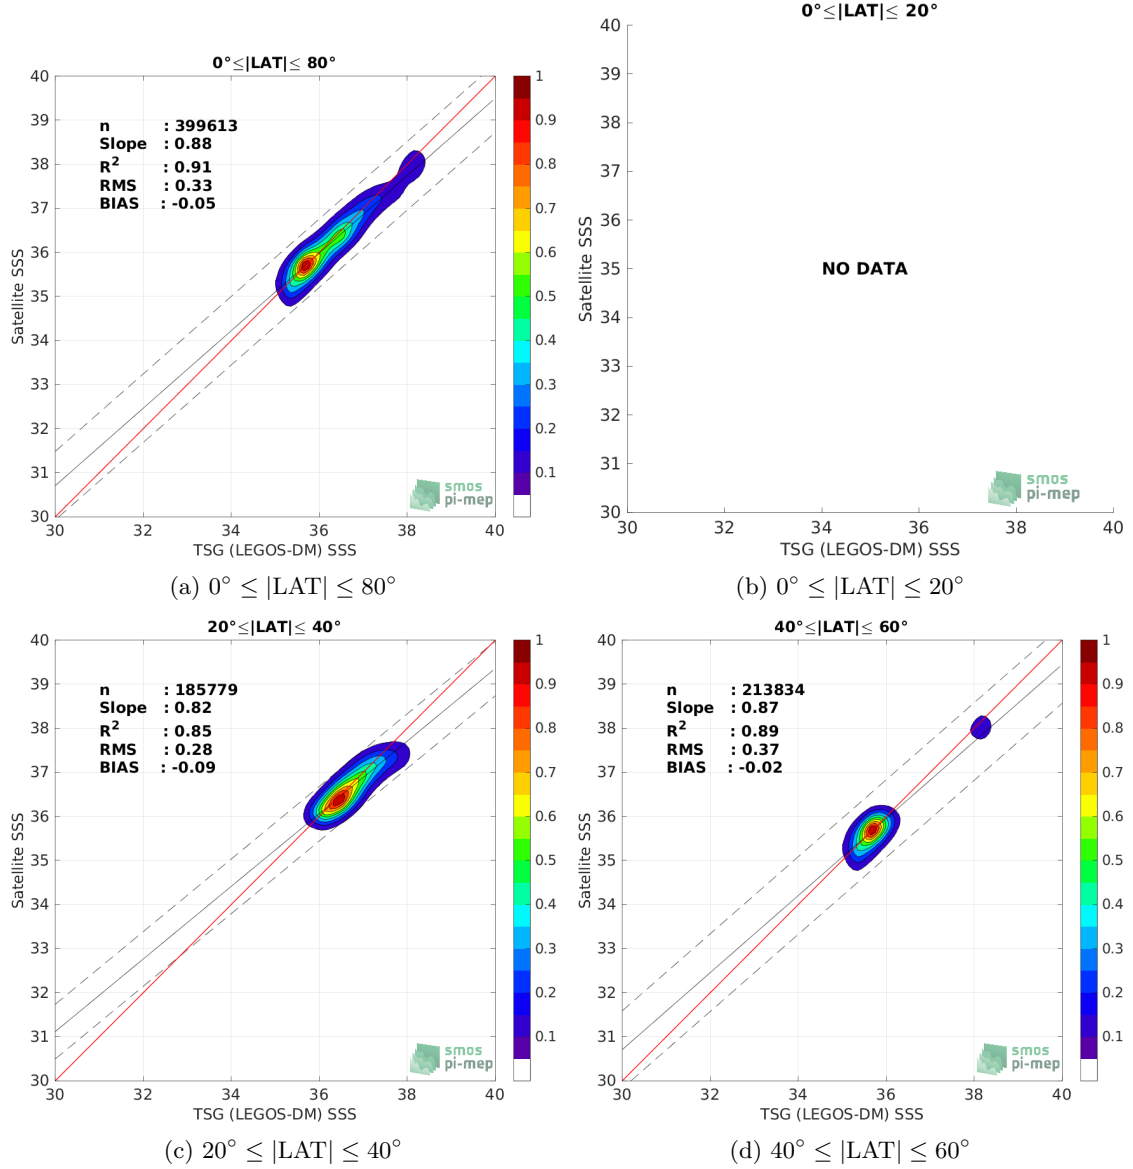 0°≤|LAT|≤ 80°
n : 399613
Slope : 0.88
R² : 0.91
RMS : 0.33
BIAS : -0.05
Satellite SSS
40
39
38
37
36
35
34
33
32
31
30
30 32 34 36 38 40
TSG (LEGOS-DM) SSS
1
0.9
0.8
0.7
0.6
0.5
0.4
0.3
0.2
0.1
smos
pi-mep
(a) 0° ≤ |LAT| ≤ 80°
0°≤|LAT|≤ 20°
NO DATA
Satellite SSS
40
39
38
37
36
35
34
33
32
31
30
30 32 34 36 38 40
TSG (LEGOS-DM) SSS
smos
pi-mep
(b) 0° ≤ |LAT| ≤ 20°
20°≤|LAT|≤ 40°
n : 185779
Slope : 0.82
R² : 0.85
RMS : 0.28
BIAS : -0.09
Satellite SSS
40
39
38
37
36
35
34
33
32
31
30
30 32 34 36 38 40
TSG (LEGOS-DM) SSS
1
0.9
0.8
0.7
0.6
0.5
0.4
0.3
0.2
0.1
smos
pi-mep
(c) 20° ≤ |LAT| ≤ 40°
40°≤|LAT|≤ 60°
n : 213834
Slope : 0.87
R² : 0.89
RMS : 0.37
BIAS : -0.02
Satellite SSS
40
39
38
37
36
35
34
33
32
31
30
30 32 34 36 38 40
TSG (LEGOS-DM) SSS
1
0.9
0.8
0.7
0.6
0.5
0.4
0.3
0.2
0.1
smos
pi-mep
(d) 40° ≤ |LAT| ≤ 60°